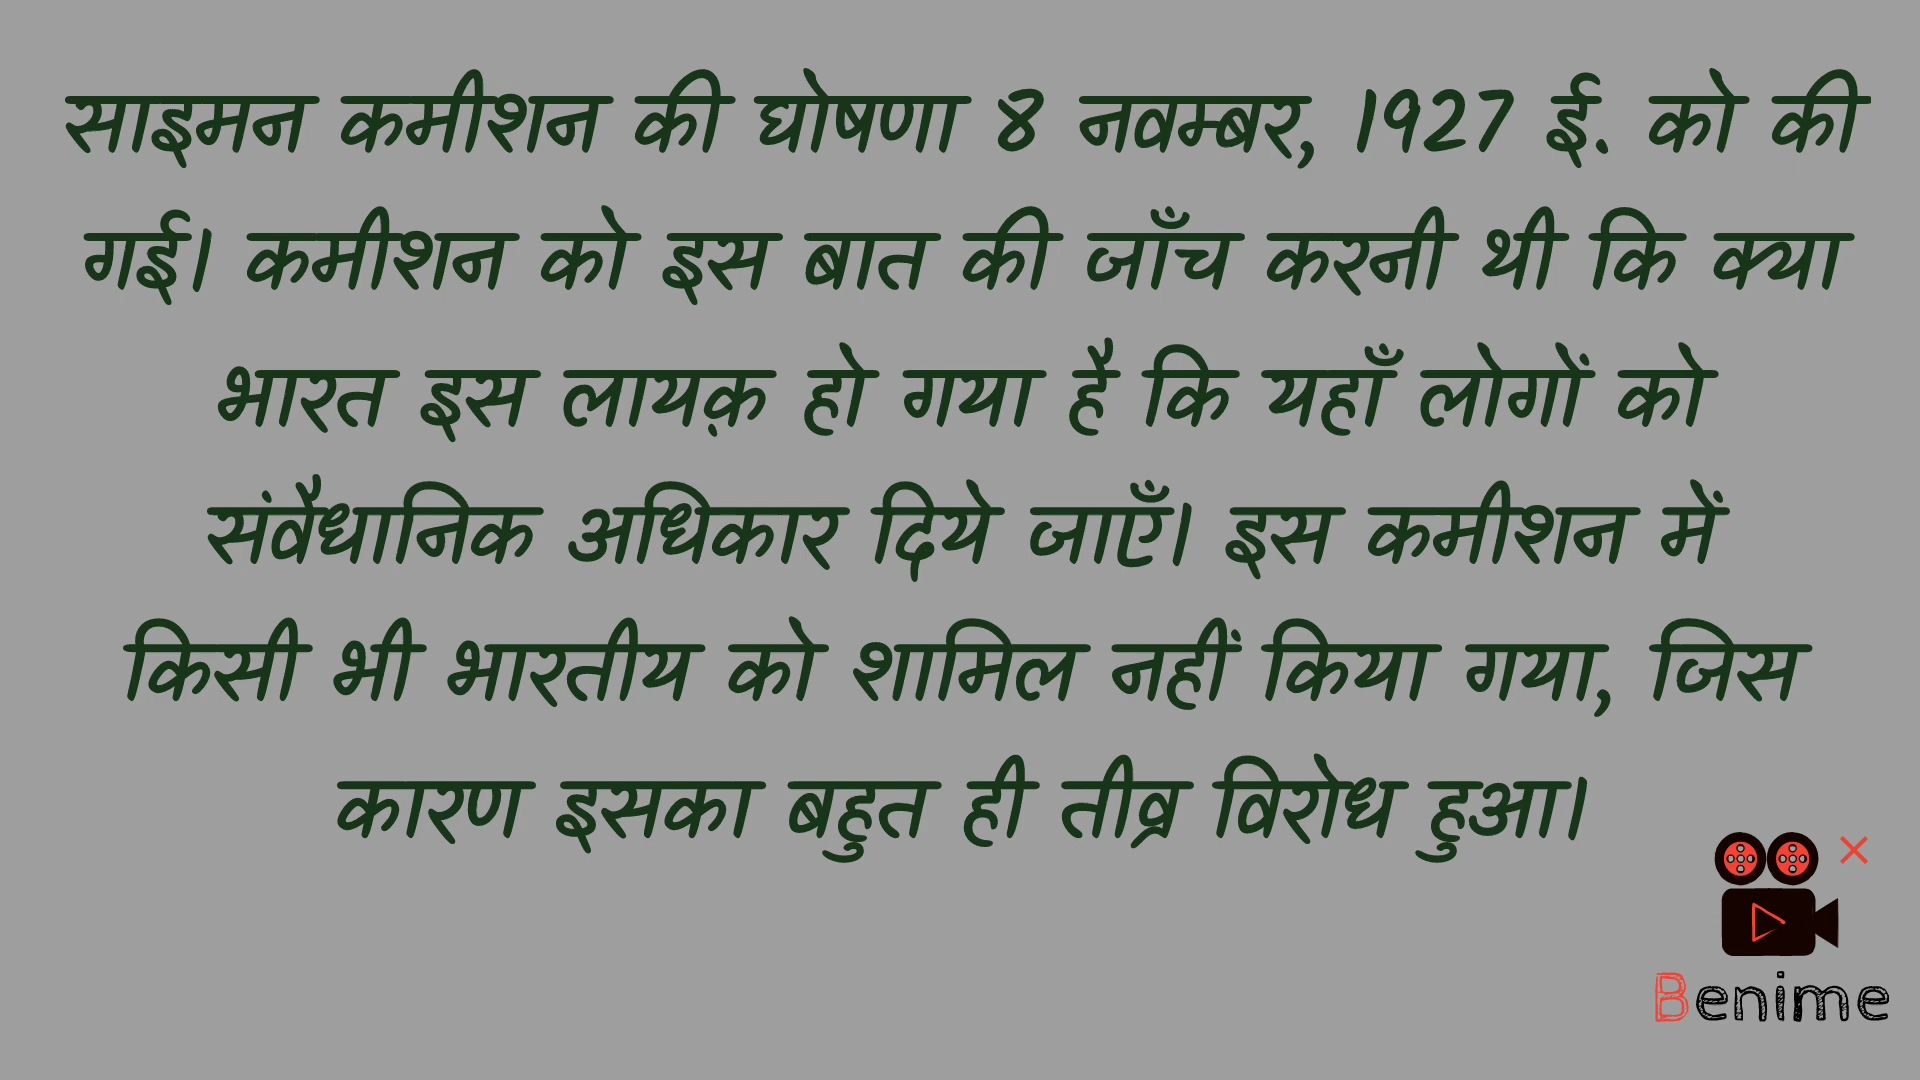 साइमन कमीशन की घोषणा 8 नवम्बर, 1927 ई. को की
गई। कमीशन को इस बात की जाँच करनी थी कि क्या
भारत इस लायक़ हो गया है कि यहाँ लोगों को
संवैधानिक अधिकार दिये जाएँ। इस कमीशन में
किसी भी भारतीय को शामिल नहीं किया गया, जिस
कारण इसका बहुत ही तीव्र विरोध हुआ।
Benime